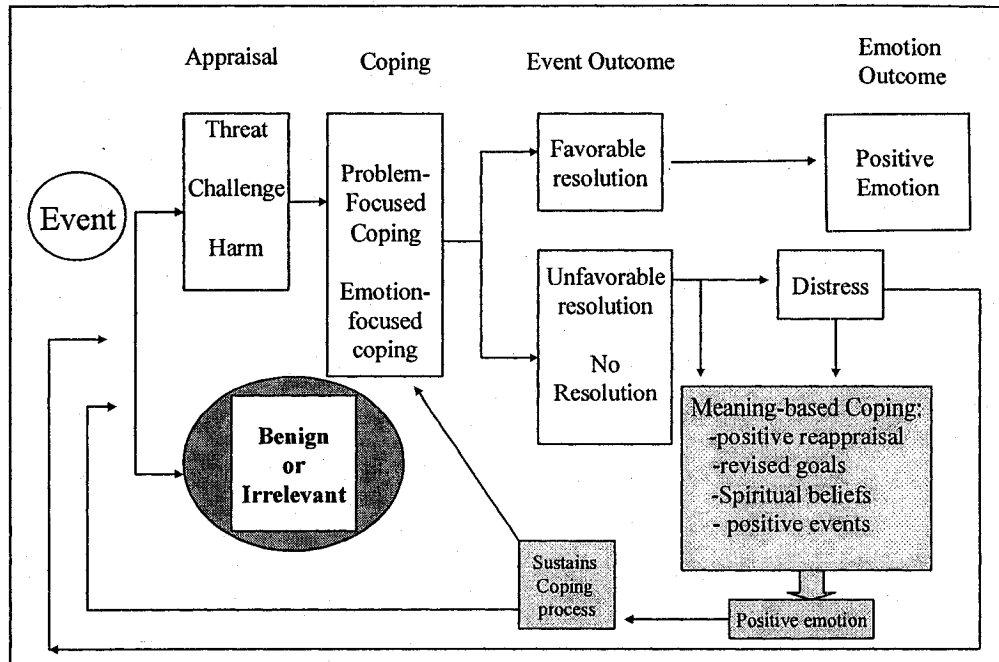 Appraisal
Coping
Event Outcome
Emotion
Outcome
Event
Threat
Challenge
Harm
Problem-
Focused
Coping
Emotion-
focused
coping
Favorable
resolution
Positive
Emotion
Unfavorable
resolution
No
Resolution
Distress
Benign
or
Irrelevant
Meaning-based Coping:
-positive reappraisal
-revised goals
-Spiritual beliefs
- positive events
Sustains
Coping
process
Positive emotion